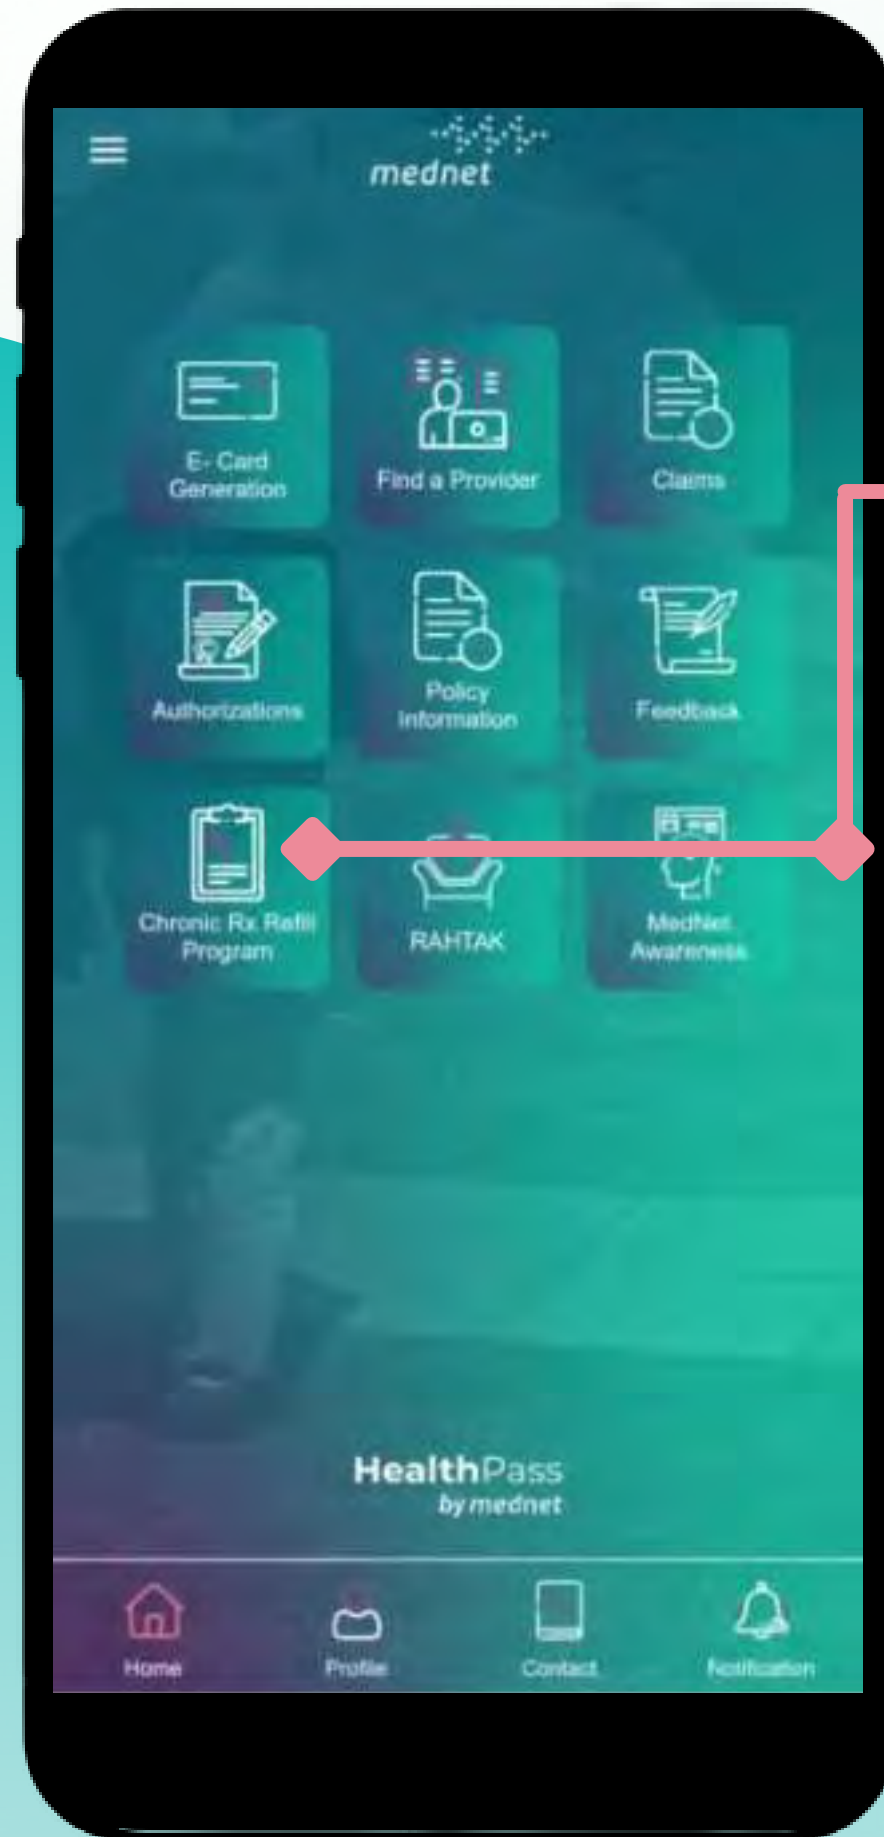 mednet
E- Card
Generation
Find a Provider
Claims
Authorizations
Policy
Information
Feedback
Chronic Rx Refill
Program
RAHTAK
MedNet
Awareness
HealthPass
by mednet
Home
Profile
Contact
Notification